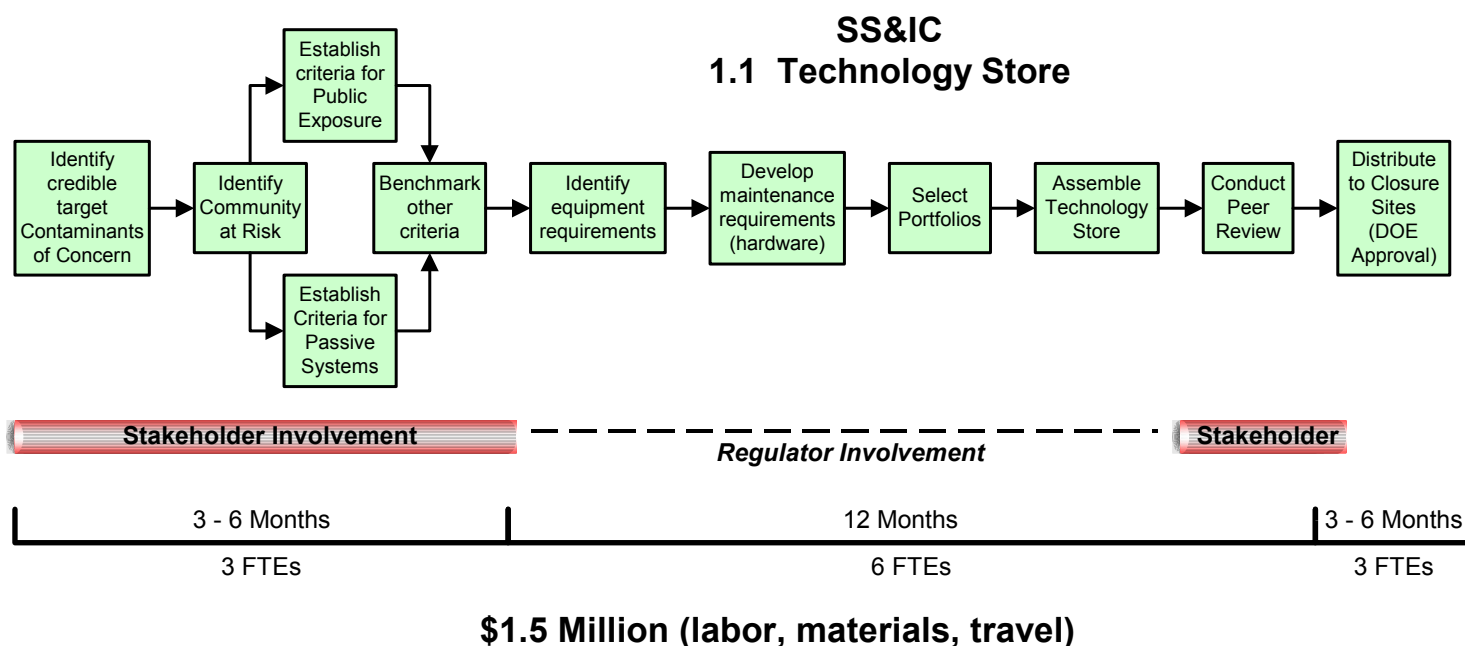 SS&IC
1.1 Technology Store
Identify
credible
target
Contaminants
of Concern
Identify
Community
at Risk
Establish
criteria for
Public
Exposure
Establish
Criteria for
Passive
Systems
Benchmark
other
criteria
Identify
equipment
requirements
Develop
maintenance
requirements
(hardware)
Select
Portfolios
Assemble
Technology
Store
Conduct
Peer
Review
Distribute
to Closure
Sites
(DOE
Approval)
Stakeholder Involvement
Regulator Involvement
Stakeholder
3 - 6 Months
12 Months
3 - 6 Months
3 FTEs
6 FTEs
3 FTEs
$1.5 Million (labor, materials, travel)